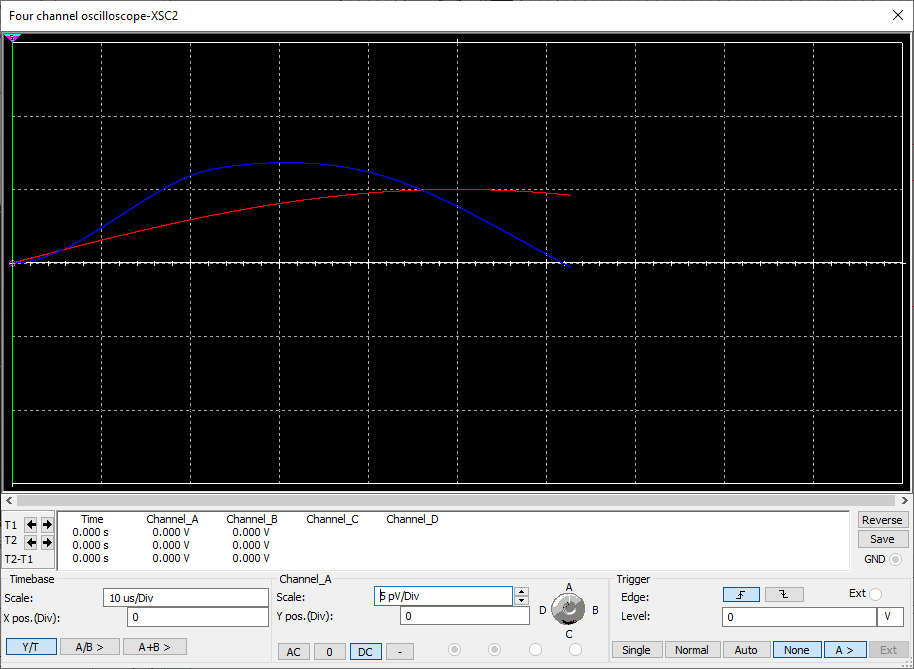 Four channel oscilloscope-XSC2
Time Channel_A Channel_B Channel_C Channel_D
T1 0.000 s 0.000 V 0.000 V
T2 0.000 s 0.000 V 0.000 V
T2-T1 0.000 s 0.000 V 0.000 V
Reverse
Save
GND
Timebase
Scale: 10 us/Div
X pos.(Div): 0
Y/T A/B > A+B >
Channel_A
Scale: 5 pV/Div
Y pos.(Div): 0
AC 0 DC -
A
D B
C
Trigger
Edge: Ext
Level: 0 V
Single Normal Auto None A > Ext